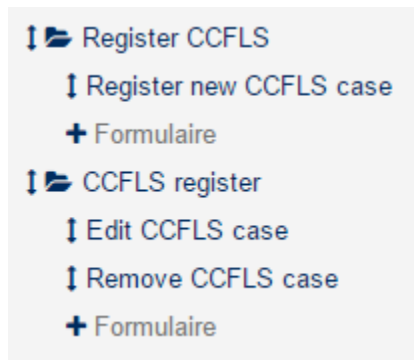 Register CCFLS
Register new CCFLS case
Formulaire
CCFLS register
Edit CCFLS case
Remove CCFLS case
Formulaire